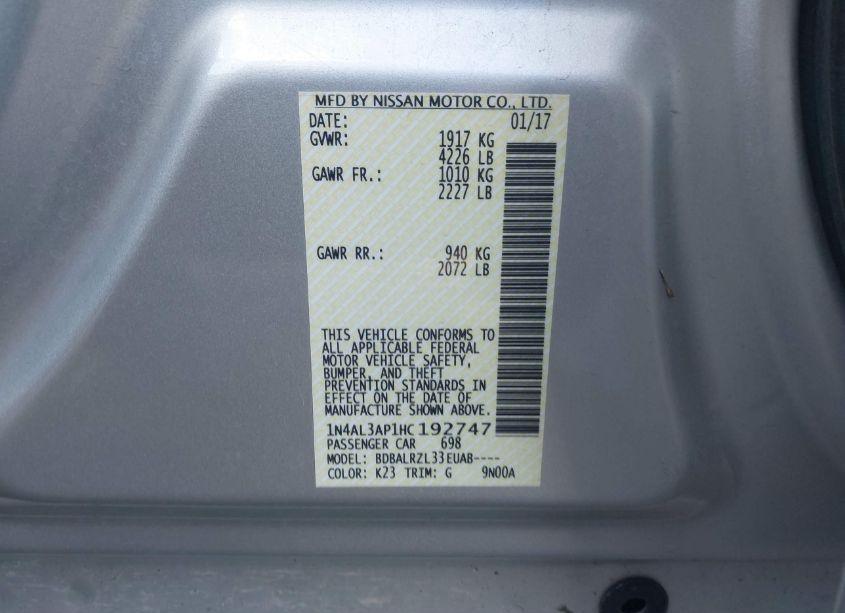 MFD BY NISSAN MOTOR CO., LTD.
DATE: 01/17
GVWR: 1917 KG
4226 LB
GAWR FR.: 1010 KG
2227 LB
GAWR RR.: 940 KG
2072 LB
THIS VEHICLE CONFORMS TO
ALL APPLICABLE FEDERAL
MOTOR VEHICLE SAFETY,
BUMPER, AND THEFT
PREVENTION STANDARDS IN
EFFECT ON THE DATE OF
MANUFACTURE SHOWN ABOVE.
1N4AL3AP1HC192747
PASSENGER CAR 698
MODEL: BDBALRZL33EUAB----
COLOR: K23 TRIM: G 9N00A